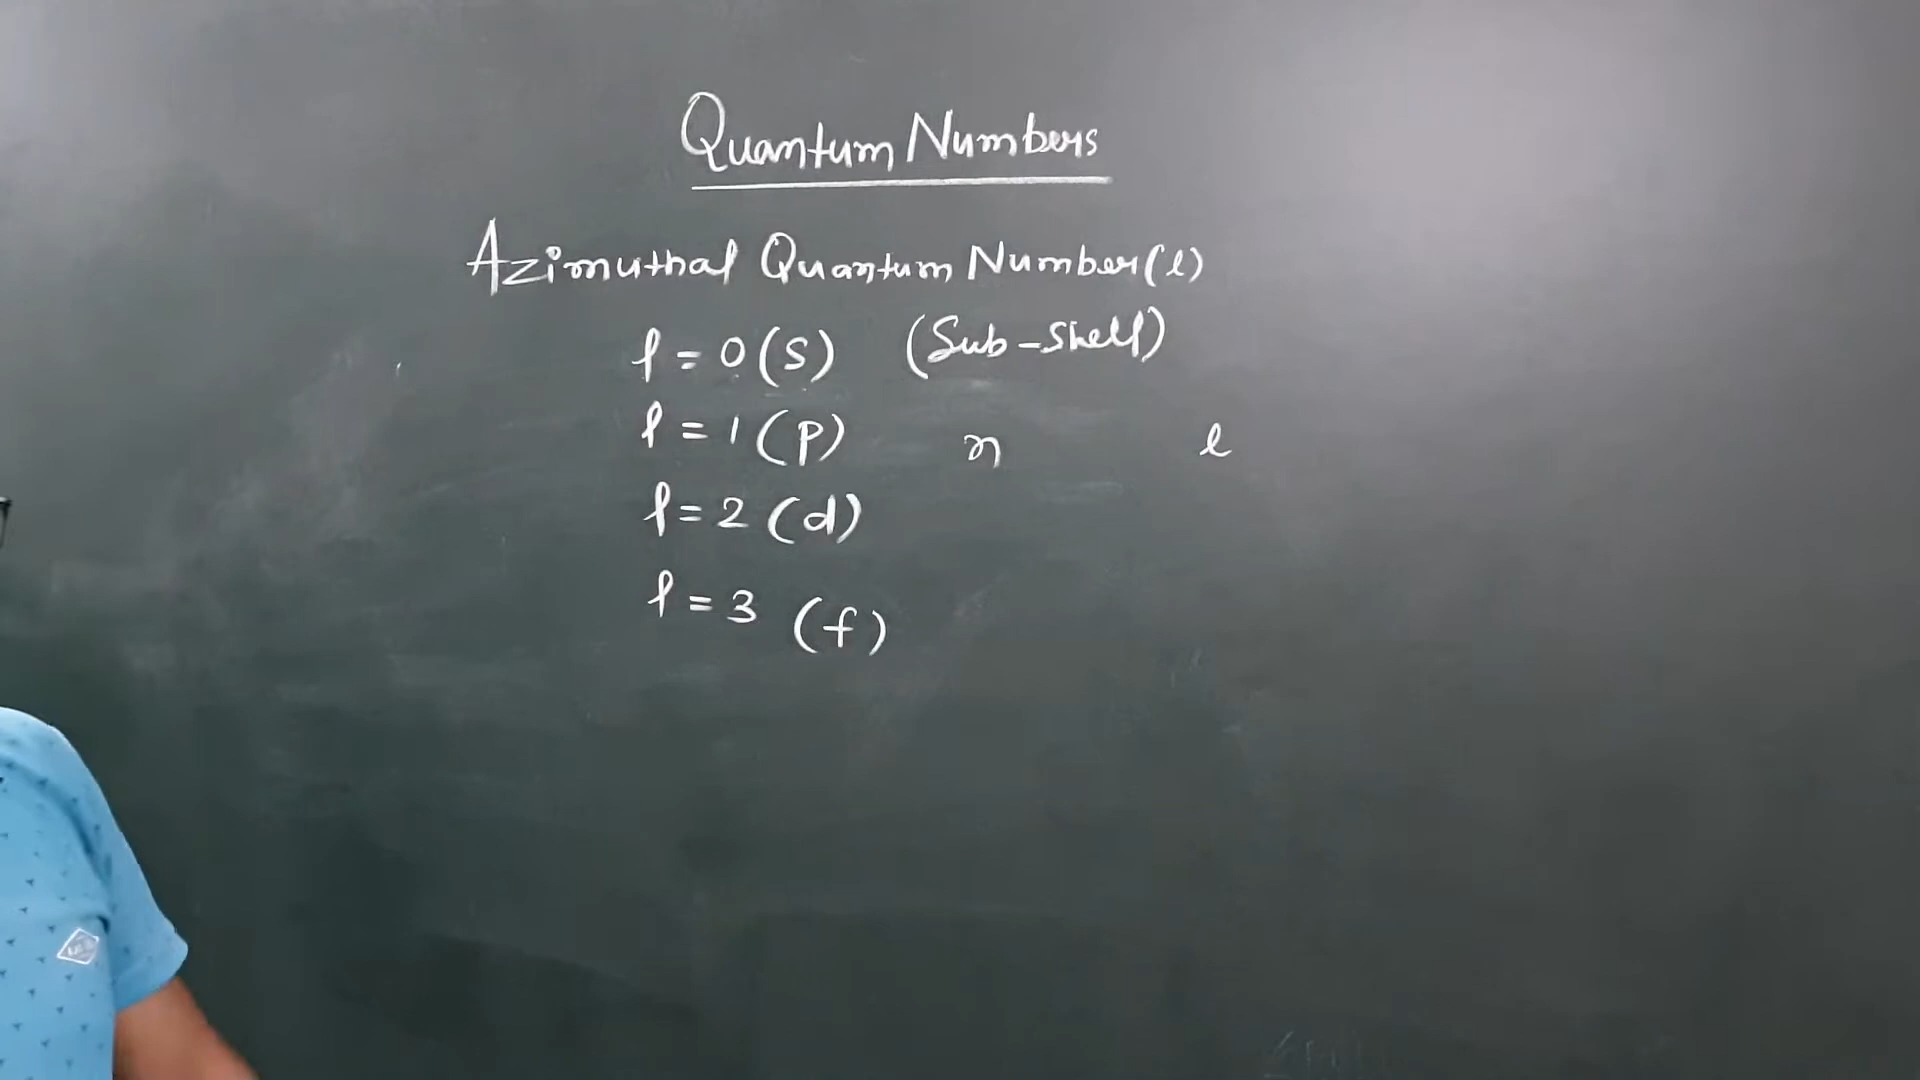 Quantum Numbers
Azimuthal Quantum Number(l)
l = 0 (s) (Sub-shell)
l = 1 (p) n l
l = 2 (d)
l = 3 (f)